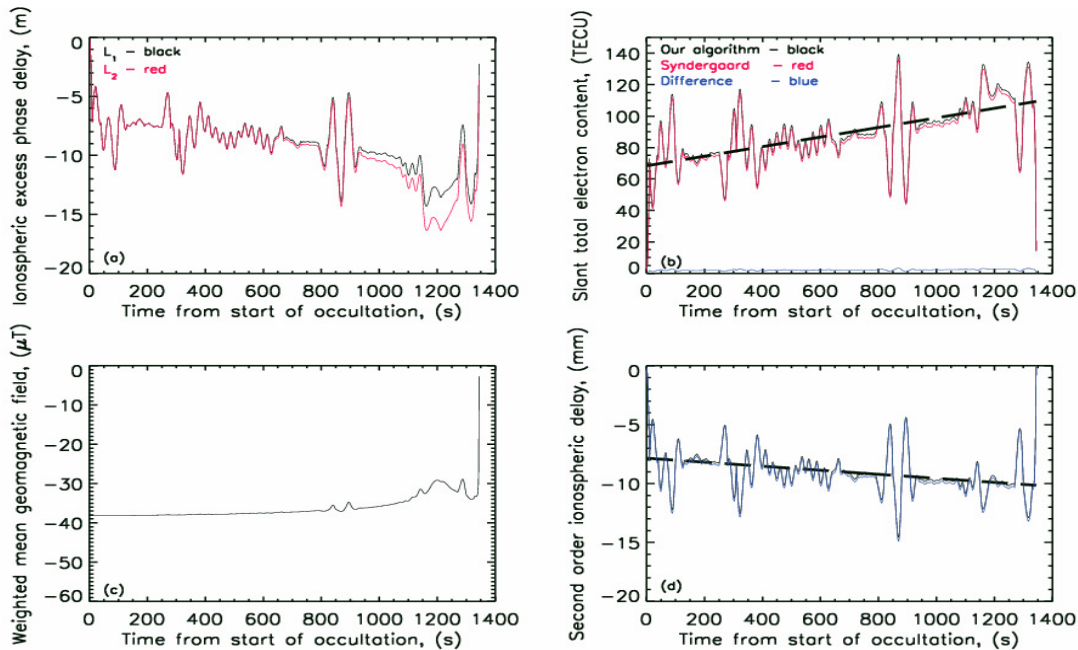 Ionospheric excess phase delay, (m)
0
−5
−10
−15
−20
L1 − black
L2 − red
(a)
0 200 400 600 800 1000 1200 1400
Time from start of occultation, (s)
Slant total electron content, (TECU)
140
120
100
80
60
40
20
0
Our algorithm − black
Syndergaard − red
Difference − blue
(b)
0 200 400 600 800 1000 1200 1400
Time from start of occultation, (s)
Weighted mean geomagnetic field, (μT)
0
−10
−20
−30
−40
−50
−60
(c)
0 200 400 600 800 1000 1200 1400
Time from start of occultation, (s)
Second order ionospheric delay, (mm)
0
−5
−10
−15
−20
(d)
0 200 400 600 800 1000 1200 1400
Time from start of occultation, (s)